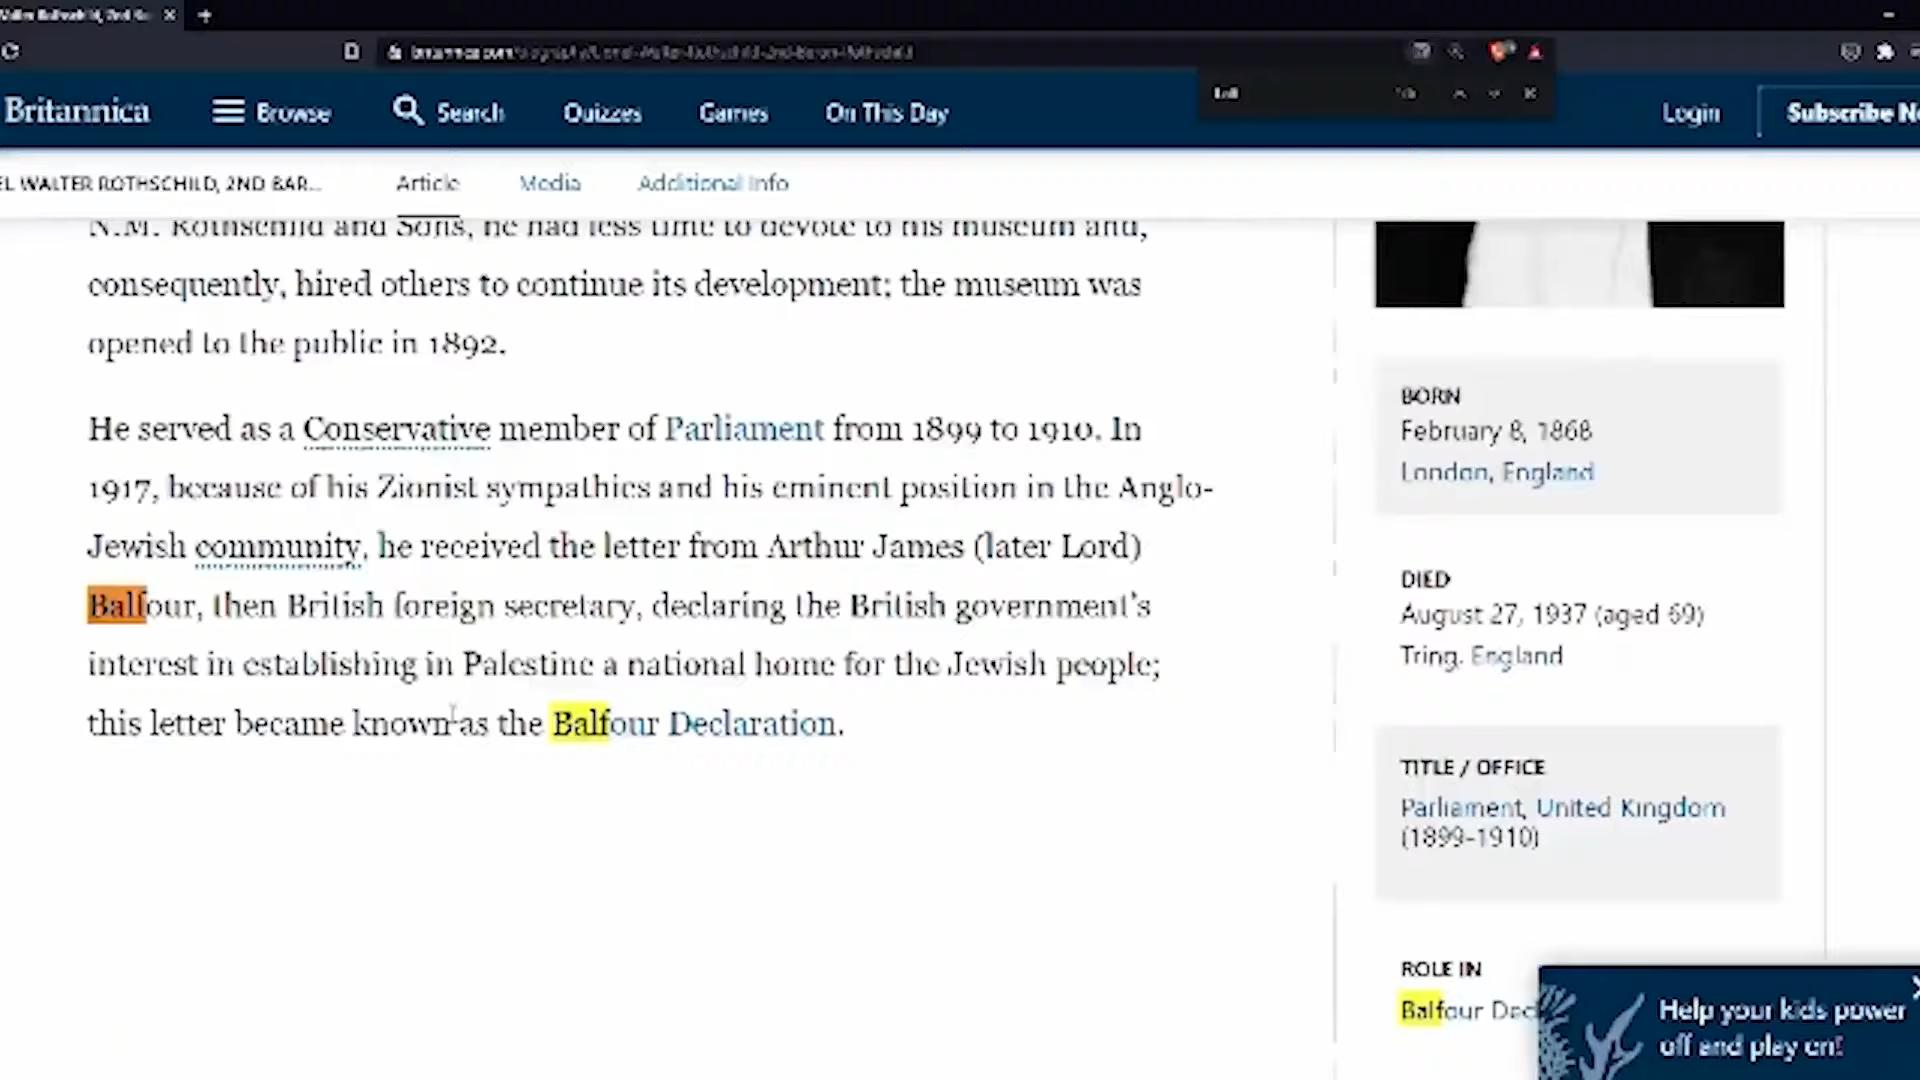 Britannica
Browse
Search
Quizzes
Games
On This Day
Login
Subscribe
EL WALTER ROTHSCHILD, 2ND BAR...
Article
Media
Additional Info
N.M. Rothschild and Sons, he had less time to devote to his museum and,
consequently, hired others to continue its development; the museum was
opened to the public in 1892.
He served as a Conservative member of Parliament from 1899 to 1910. In
1917, because of his Zionist sympathies and his eminent position in the Anglo-
Jewish community, he received the letter from Arthur James (later Lord)
Balfour, then British foreign secretary, declaring the British government's
interest in establishing in Palestine a national home for the Jewish people;
this letter became known as the Balfour Declaration.
BORN
February 8, 1868
London, England
DIED
August 27, 1937 (aged 69)
Tring, England
TITLE / OFFICE
Parliament, United Kingdom
(1899-1910)
ROLE IN
Balfour Decl
Help your kids power
off and play on!